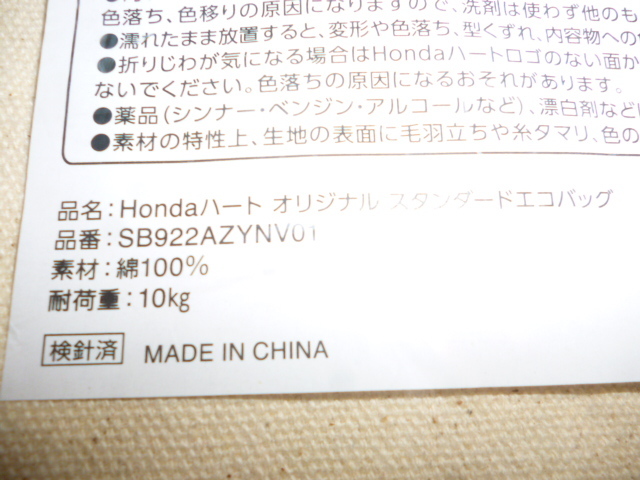 色落ち、色移りの原因になりますので、洗剤は使わず他のも
●濡れたまま放置すると、変形や色落ち、型くずれ、内容物への
●折りじわが気になる場合はHondaハートロゴのない面か
ないでください。色落ちの原因になるおそれがあります。
●薬品(シンナー・ベンジン・アルコールなど)、漂白剤など
●素材の特性上、生地の表面に毛羽立ちや糸タマリ、色の
品名:Hondaハート オリジナル スタンダードエコバッグ
品番:SB922AZYNV01
素材:綿100%
耐荷重:10kg
検針済 MADE IN CHINA